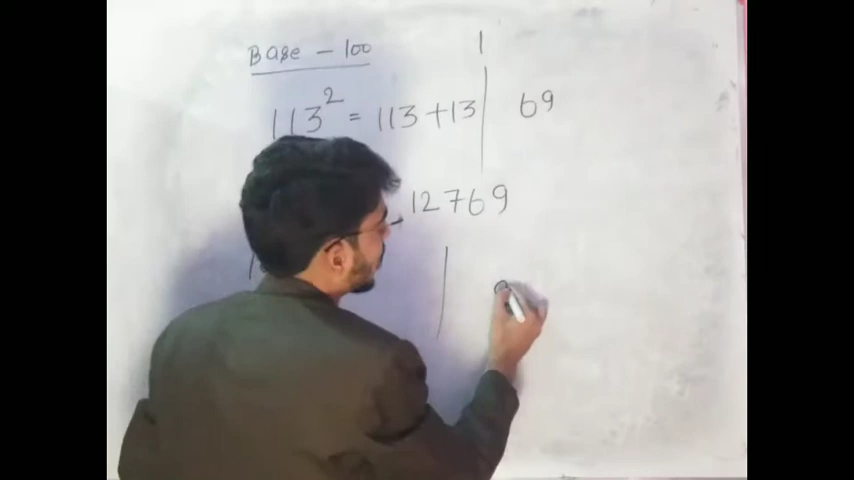 Base - 100
1
113² = 113 + 13 | 69
12769